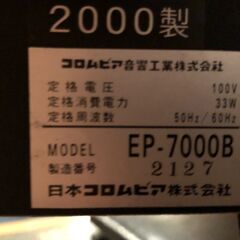 2000製
コロムビア音響工業株式会社
定格電圧 100V
定格消費電力 33W
定格周波数 50Hz/60Hz
MODEL EP-7000B
製造番号 2127
日本コロムビア株式会社